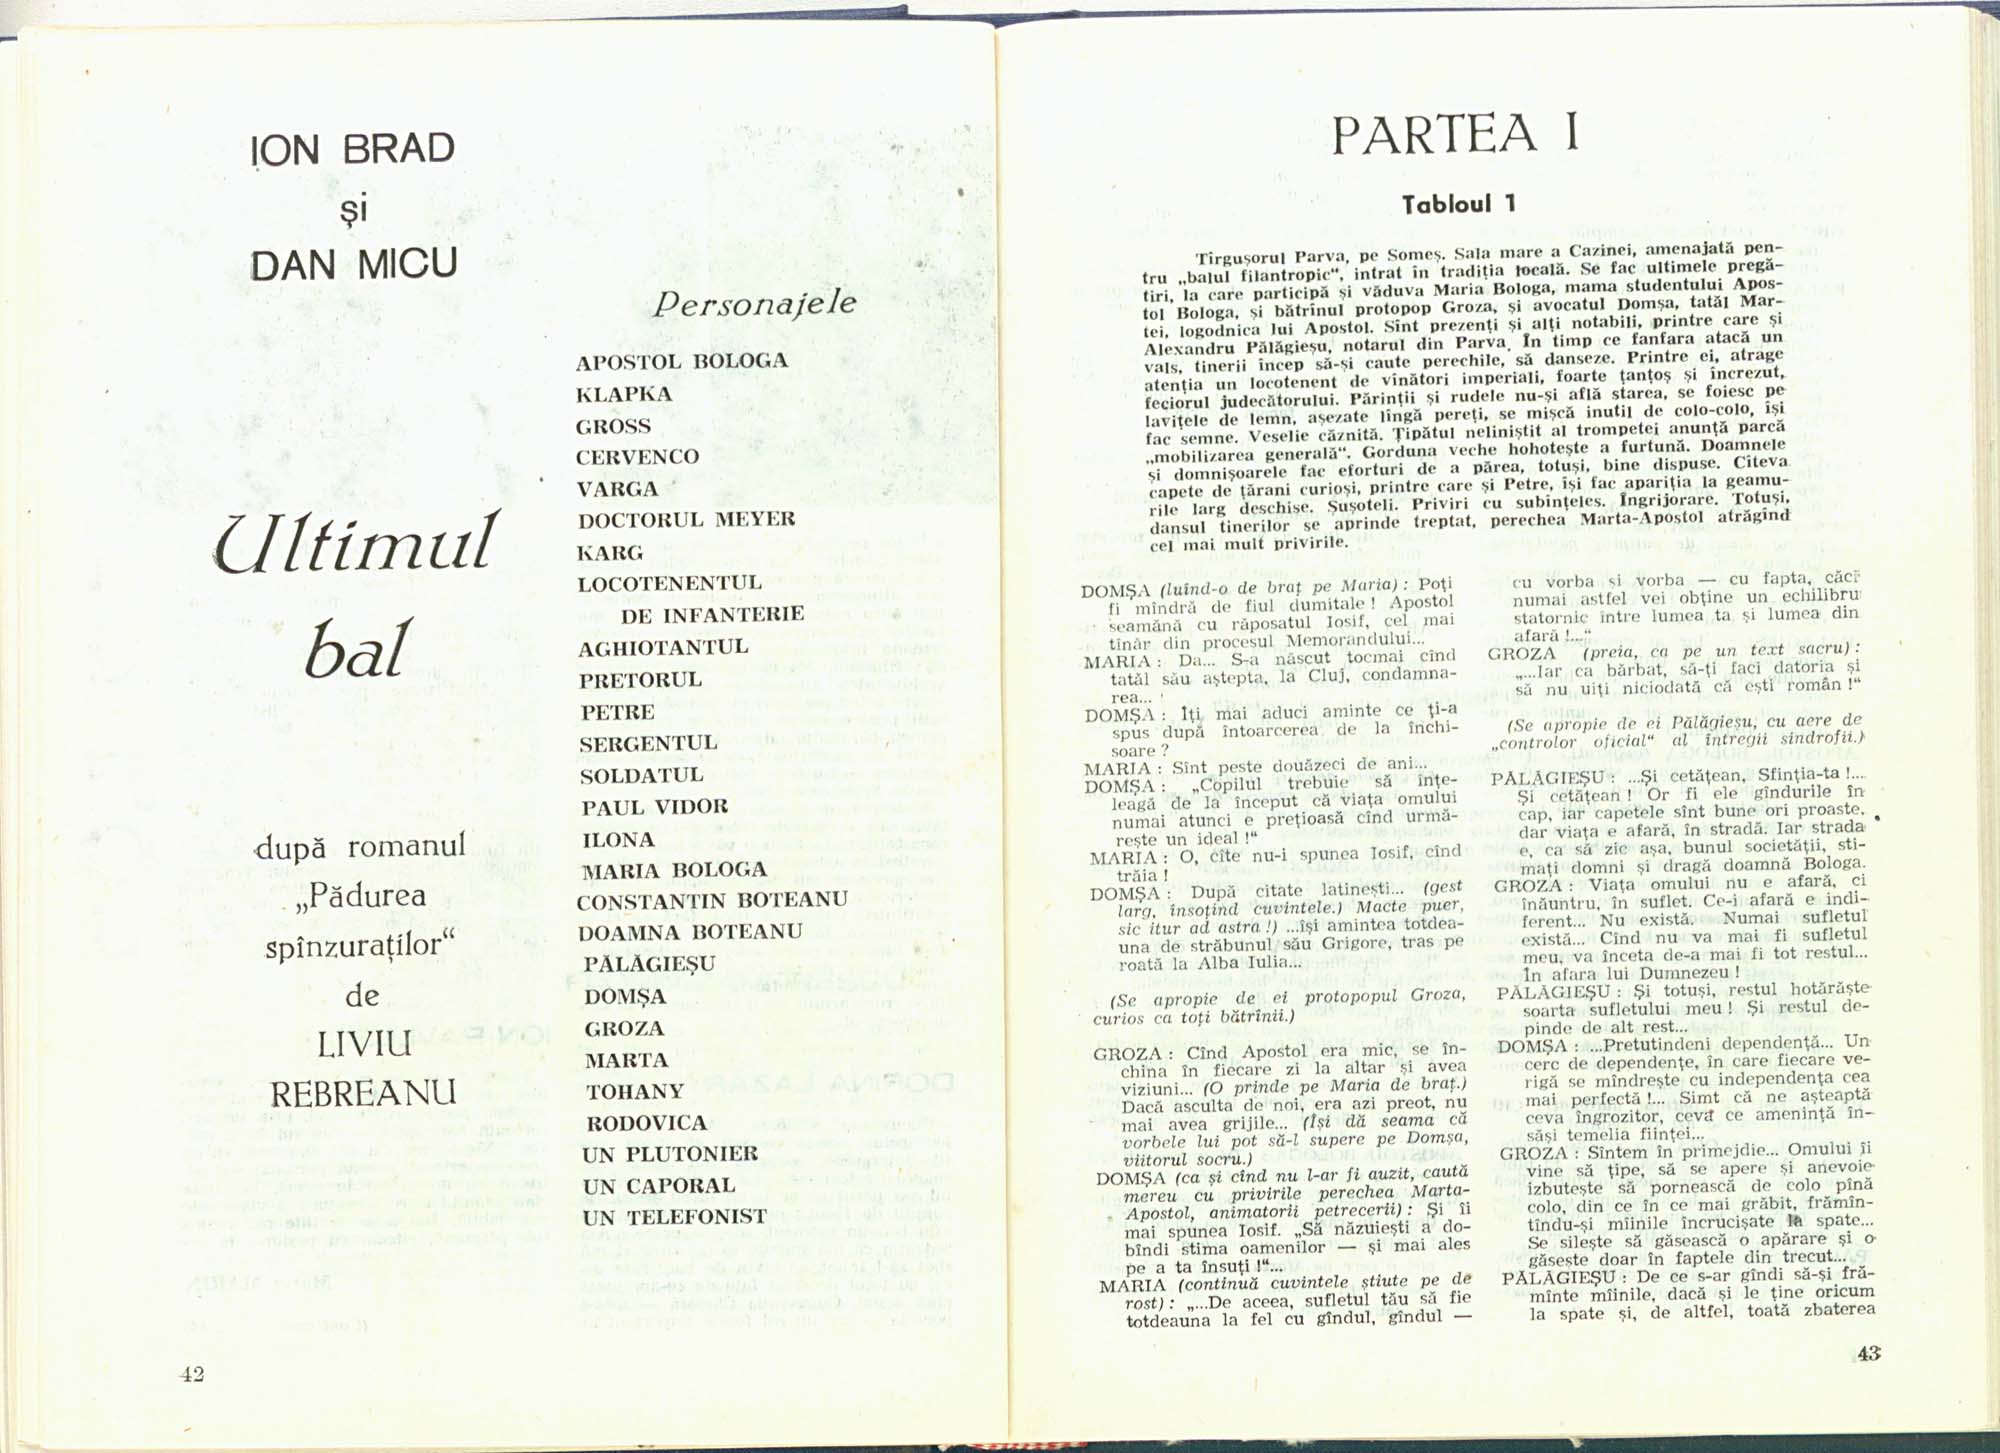 ION BRAD
și
DAN MICU
Ultimul
bal
după romanul
„Pădurea
spînzuraților“
de
LIVIU
REBREANU
Personajele
APOSTOL BOLOGA
KLAPKA
GROSS
CERVENCO
VARGA
DOCTORUL MEYER
KARG
LOCOTENENTUL
DE INFANTERIE
AGHIOTANTUL
PRETORUL
PETRE
SERGENTUL
SOLDATUL
PAUL VIDOR
ILONA
MARIA BOLOGA
CONSTANTIN BOTEANU
DOAMNA BOTEANU
PĂLĂGIEȘU
DOMȘA
GROZA
MARTA
TOHANY
RODOVICA
UN PLUTONIER
UN CAPORAL
UN TELEFONIST
42
PARTEA I
Tabloul 1
Tîrgușorul Parva, pe Someș. Sala mare a Cazinei, amenajată pen-
tru „balul filantropic“, intrat în tradiția locală. Se fac ultimele pregă-
tiri, la care participă și văduva Maria Bologa, mama studentului Apos-
tol Bologa, și bătrînul protopop Groza, și avocatul Domșa, tatăl Mar-
tei, logodnica lui Apostol. Sînt prezenți și alți notabili, printre care și
Alexandru Pălăgieșu, notarul din Parva. În timp ce fanfara atacă un
vals, tinerii încep să-și caute perechile, să danseze. Printre ei, atrage
atenția un locotenent de vînători imperiali, foarte țanțoș și încrezut,
feciorul judecătorului. Părinții și rudele nu-și află starea, se foiesc pe
lavițele de lemn, așezate lîngă pereți, se mișcă inutil de colo-colo, își
fac semne. Veselie căznită. Țipătul neliniștit al trompetei anunță parcă
„mobilizarea generală“. Gorduna veche hohotește a furtună. Doamnele
și domnișoarele fac eforturi de a părea, totuși, bine dispuse. Cîteva
capete de țărani curioși, printre care și Petre, își fac apariția la geamu-
rile larg deschise. Șușoteli. Priviri cu subînțeles. Îngrijorare. Totuși,
dansul tinerilor se aprinde treptat, perechea Marta-Apostol atrăgînd
cel mai mult privirile.
DOMȘA (luînd-o de braț pe Maria) : Poți
fi mîndră de fiul dumitale ! Apostol
seamănă cu răposatul Iosif, cel mai
tînăr din procesul Memorandului...
MARIA : Da... S-a născut tocmai cînd
tatăl său aștepta, la Cluj, condamna-
rea...
DOMȘA : Îți mai aduci aminte ce ți-a
spus după întoarcerea de la închi-
soare ?
MARIA : Sînt peste douăzeci de ani...
DOMȘA : „Copilul trebuie să înțe-
leagă de la început că viața omului
numai atunci e prețioasă cînd urmă-
rește un ideal !“
MARIA : O, cîte nu-i spunea Iosif, cînd
trăia !
DOMȘA : După citate latinești... (gest
larg, însoțind cuvintele.) Macte puer,
sic itur ad astra !) ...își amintea totdea-
una de străbunul său Grigore, tras pe
roată la Alba Iulia...
(Se apropie de ei protopopul Groza,
curios ca toți bătrînii.)
GROZA : Cînd Apostol era mic, se în-
china în fiecare zi la altar și avea
viziuni... (O prinde pe Maria de braț.)
Dacă asculta de noi, era azi preot, nu
mai avea grijile... (Își dă seama că
vorbele lui pot să-l supere pe Domșa,
viitorul socru.)
DOMȘA (ca și cînd nu l-ar fi auzit, caută
mereu cu privirile perechea Marta-
Apostol, animatorii petrecerii) : Și îi
mai spunea Iosif. „Să năzuiești a do-
bîndi stima oamenilor — și mai ales
pe a ta însuți !“...
MARIA (continuă cuvintele știute pe de
rost) : „...De aceea, sufletul tău să fie
totdeauna la fel cu gîndul, gîndul —
cu vorba și vorba — cu fapta, căci
numai astfel vei obține un echilibru
statornic între lumea ta și lumea din
afară !...“
GROZA (preia, ca pe un text sacru) :
„...Iar ca bărbat, să-ți faci datoria și
să nu uiți niciodată că ești român !“
(Se apropie de ei Pălăgieșu, cu aere de
„controlor oficial“ al întregii sindrofii.)
PĂLĂGIEȘU : ...Și cetățean, Sfinția-ta !...
Și cetățean ! Or fi ele gîndurile în
cap, iar capetele sînt bune ori proaste,
dar viața e afară, în stradă. Iar strada
e, ca să zic așa, bunul societății, sti-
mați domni și dragă doamnă Bologa.
GROZA : Viața omului nu e afară, ci
înăuntru, în suflet. Ce-i afară e indi-
ferent... Nu există. Numai sufletul
există... Cînd nu va mai fi sufletul
meu, va înceta de-a mai fi tot restul...
În afara lui Dumnezeu !
PĂLĂGIEȘU : Și totuși, restul hotărăște
soarta sufletului meu ! Și restul de-
pinde de alt rest...
DOMȘA : ...Pretutindeni dependență... Un
cerc de dependențe, în care fiecare ve-
rigă se mîndrește cu independența cea
mai perfectă !... Simt că ne așteaptă
ceva îngrozitor, ceva ce amenință în-
săși temelia ființei...
GROZA : Sîntem în primejdie... Omului îi
vine să țipe, să se apere și anevoie
izbutește să pornească de colo pînă
colo, din ce în ce mai grăbit, frămîn-
tîndu-și mîinile încrucișate la spate...
Se silește să găsească o apărare și o
găsește doar în faptele din trecut...
PĂLĂGIEȘU : De ce s-ar gîndi să-și fră-
mînte mîinile, dacă și le ține oricum
la spate și, de altfel, toată zbaterea
43